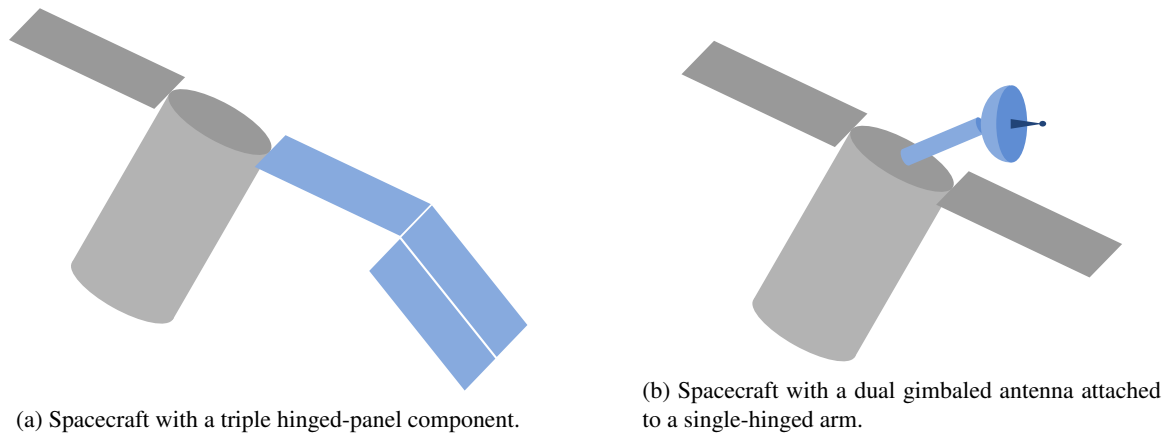 (a) Spacecraft with a triple hinged-panel component.
(b) Spacecraft with a dual gimbaled antenna attached
to a single-hinged arm.